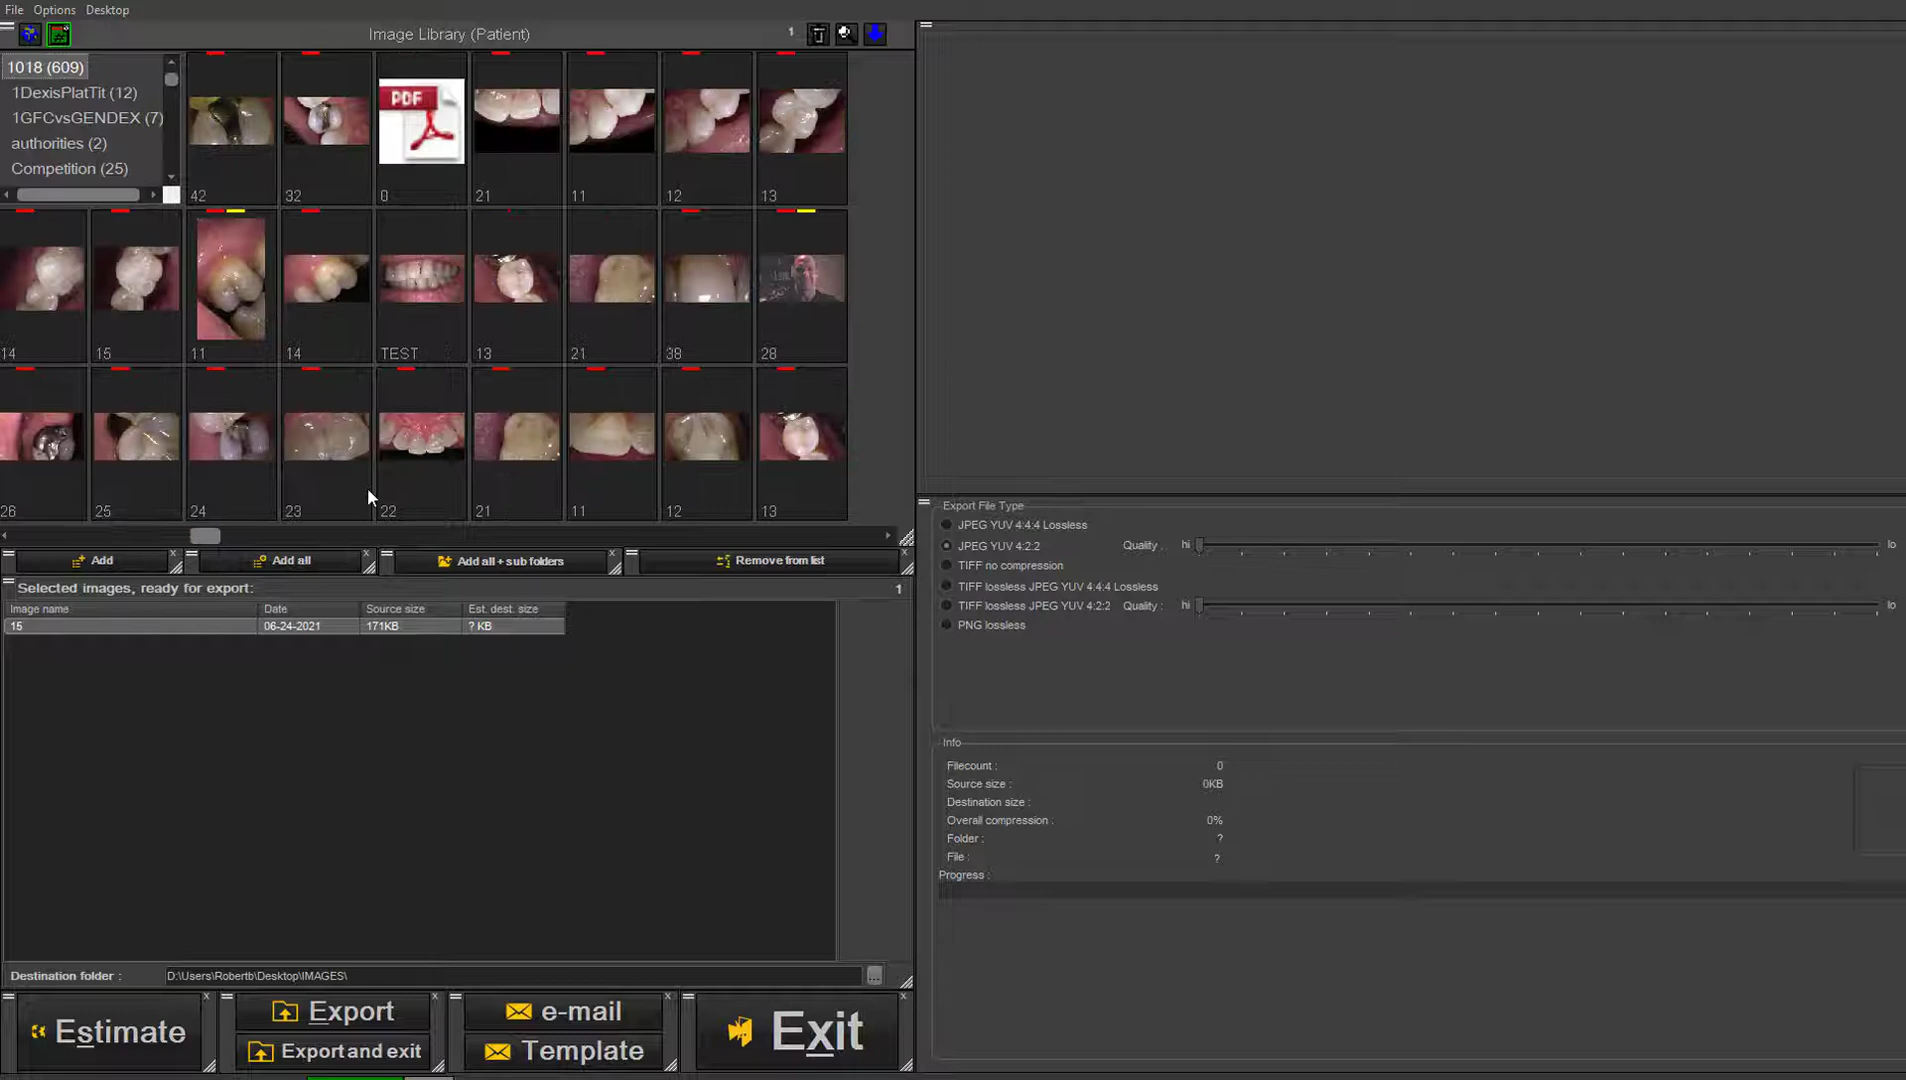 File Options Desktop
Image Library (Patient) 1
1018 (609)
1DexisPlatTit (12)
1GFCvsGENDEX (7)
authorities (2)
Competition (25)
PDF
42 32 0 21 11 12 13
14 15 11 14 TEST 13 21 38 28
26 25 24 23 22 21 11 12 13
Add Add all Add all + sub folders Remove from list
Selected images, ready for export: 1
Image name Date Source size Est. dest. size
15 06-24-2021 171KB ? KB
Destination folder : D:\Users\Robertb\Desktop\IMAGES\ ...
Estimate
Export
Export and exit
e-mail
Template
Exit
Export File Type
JPEG YUV 4:4:4 Lossless
JPEG YUV 4:2:2 Quality : hi lo
TIFF no compression
TIFF lossless JPEG YUV 4:4:4 Lossless
TIFF lossless JPEG YUV 4:2:2 Quality : hi lo
PNG lossless
Info
Filecount : 0
Source size : 0KB
Destination size :
Overall compression : 0%
Folder : ?
File : ?
Progress :